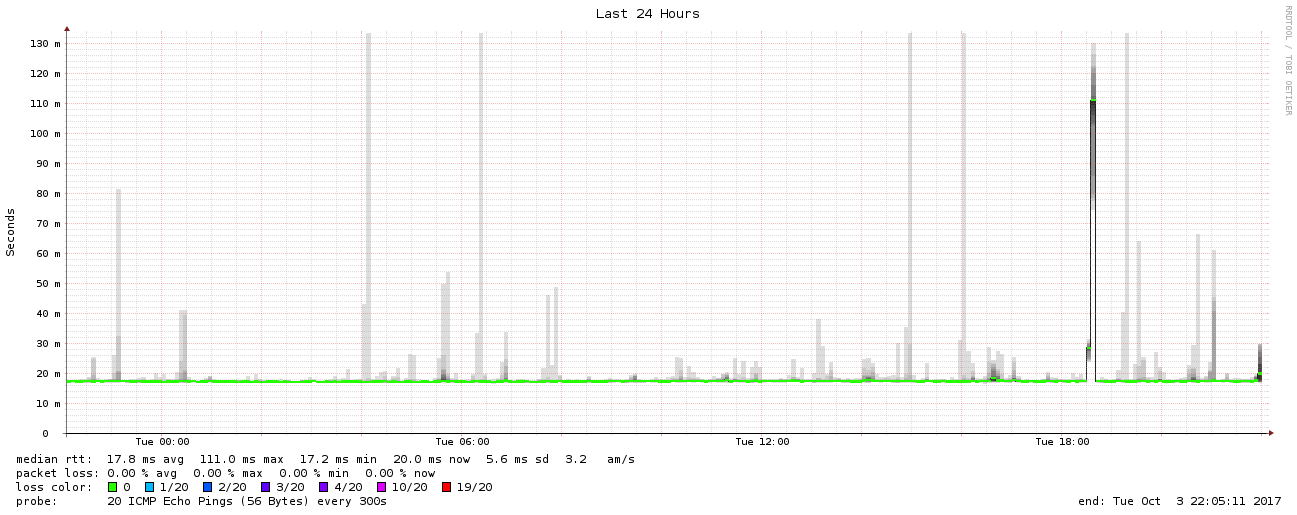 Last 24 Hours
RRDTOOL / TOBI OETIKER
Seconds
130 m
120 m
110 m
100 m
90 m
80 m
70 m
60 m
50 m
40 m
30 m
20 m
10 m
0
Tue 00:00 Tue 06:00 Tue 12:00 Tue 18:00
median rtt: 17.8 ms avg 111.0 ms max 17.2 ms min 20.0 ms now 5.6 ms sd 3.2 am/s
packet loss: 0.00 % avg 0.00 % max 0.00 % min 0.00 % now
loss color: 0 1/20 2/20 3/20 4/20 10/20 19/20
probe: 20 ICMP Echo Pings (56 Bytes) every 300s end: Tue Oct 3 22:05:11 2017